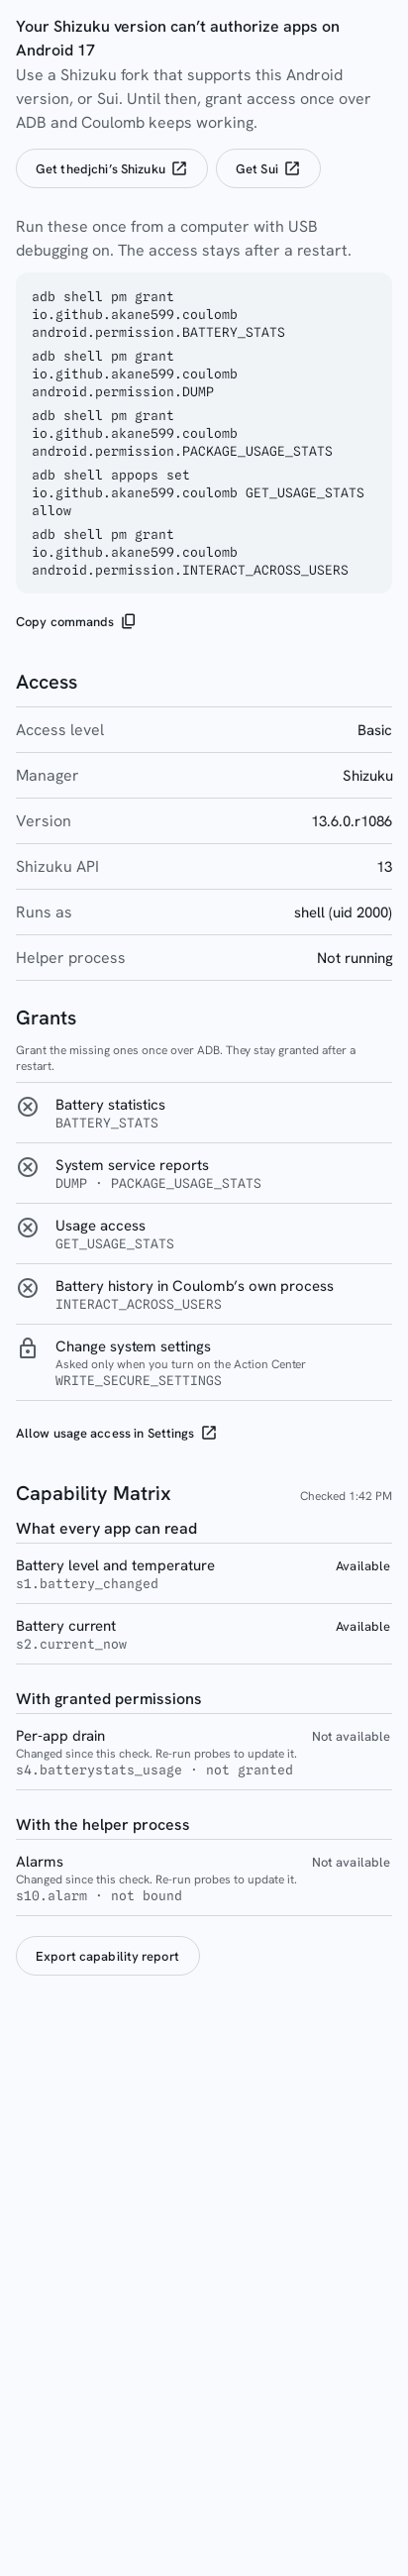 Your Shizuku version can’t authorize apps on
Android 17
Use a Shizuku fork that supports this Android
version, or Sui. Until then, grant access once over
ADB and Coulomb keeps working.
Get thedjchi’s Shizuku
Get Sui
Run these once from a computer with USB
debugging on. The access stays after a restart.
adb shell pm grant
io.github.akane599.coulomb
android.permission.BATTERY_STATS
adb shell pm grant
io.github.akane599.coulomb
android.permission.DUMP
adb shell pm grant
io.github.akane599.coulomb
android.permission.PACKAGE_USAGE_STATS
adb shell appops set
io.github.akane599.coulomb GET_USAGE_STATS
allow
adb shell pm grant
io.github.akane599.coulomb
android.permission.INTERACT_ACROSS_USERS
Copy commands
Access
Access level Basic
Manager Shizuku
Version 13.6.0.r1086
Shizuku API 13
Runs as shell (uid 2000)
Helper process Not running
Grants
Grant the missing ones once over ADB. They stay granted after a
restart.
Battery statistics
BATTERY_STATS
System service reports
DUMP · PACKAGE_USAGE_STATS
Usage access
GET_USAGE_STATS
Battery history in Coulomb’s own process
INTERACT_ACROSS_USERS
Change system settings
Asked only when you turn on the Action Center
WRITE_SECURE_SETTINGS
Allow usage access in Settings
Capability Matrix Checked 1:42 PM
What every app can read
Battery level and temperature Available
s1.battery_changed
Battery current Available
s2.current_now
With granted permissions
Per-app drain Not available
Changed since this check. Re-run probes to update it.
s4.batterystats_usage · not granted
With the helper process
Alarms Not available
Changed since this check. Re-run probes to update it.
s10.alarm · not bound
Export capability report